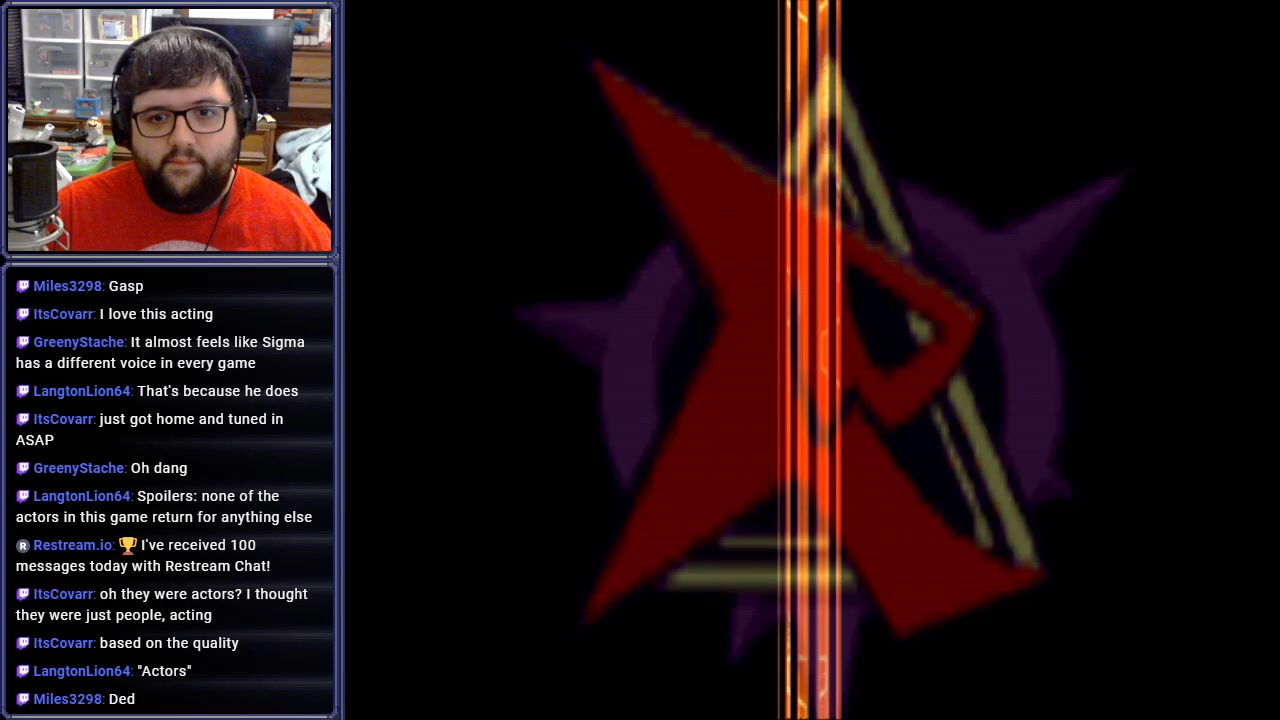 Miles3298: Gasp
ItsCovarr: I love this acting
GreenyStache: It almost feels like Sigma
has a different voice in every game
LangtonLion64: That's because he does
ItsCovarr: just got home and tuned in
ASAP
GreenyStache: Oh dang
LangtonLion64: Spoilers: none of the
actors in this game return for anything else
R Restream.io: 🏆 I've received 100
messages today with Restream Chat!
ItsCovarr: oh they were actors? I thought
they were just people, acting
ItsCovarr: based on the quality
LangtonLion64: "Actors"
Miles3298: Ded